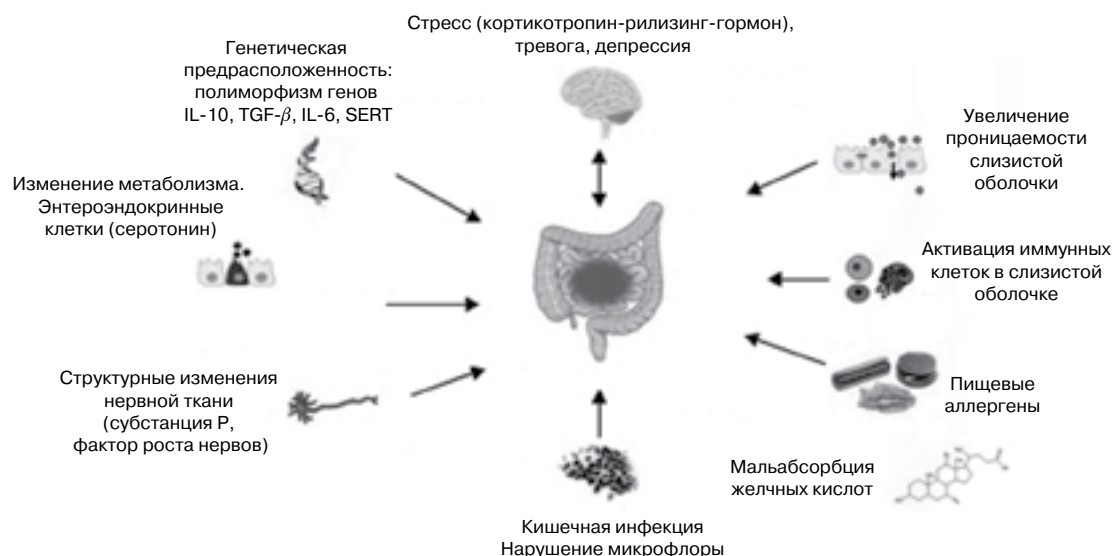 Стресс (кортикотропин-рилизинг-гормон),
тревога, депрессия
Генетическая
предрасположенность:
полиморфизм генов
IL-10, TGF-β, IL-6, SERT
Изменение метаболизма.
Энтероэндокринные
клетки (серотонин)
Структурные изменения
нервной ткани
(субстанция Р,
фактор роста нервов)
Увеличение
проницаемости
слизистой
оболочки
Активация иммунных
клеток в слизистой
оболочке
Пищевые
аллергены
Мальабсорбция
желчных кислот
Кишечная инфекция
Нарушение микрофлоры